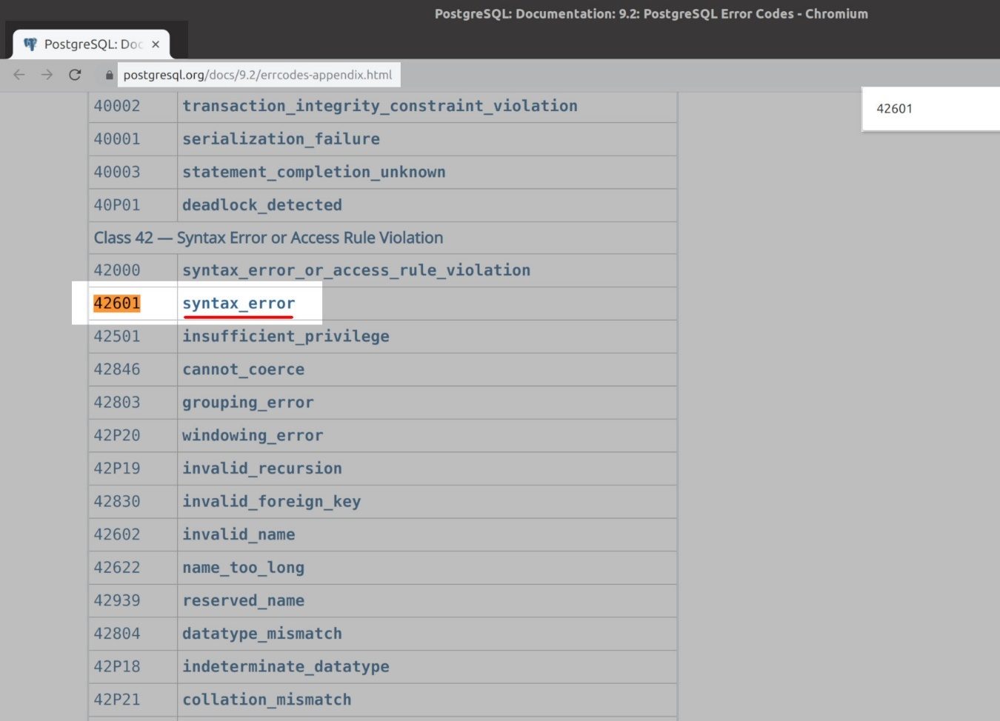 PostgreSQL: Documentation: 9.2: PostgreSQL Error Codes - Chromium
PostgreSQL: Doc
postgresql.org/docs/9.2/errcodes-appendix.html
42601
40002 transaction_integrity_constraint_violation
40001 serialization_failure
40003 statement_completion_unknown
40P01 deadlock_detected
Class 42 — Syntax Error or Access Rule Violation
42000 syntax_error_or_access_rule_violation
42601 syntax_error
42501 insufficient_privilege
42846 cannot_coerce
42803 grouping_error
42P20 windowing_error
42P19 invalid_recursion
42830 invalid_foreign_key
42602 invalid_name
42622 name_too_long
42939 reserved_name
42804 datatype_mismatch
42P18 indeterminate_datatype
42P21 collation_mismatch